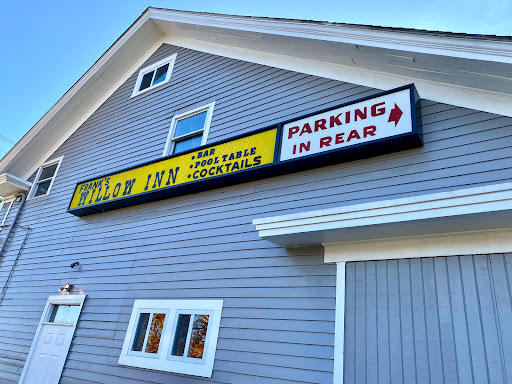 FRANK'S
WILLOW INN
•BAR
•POOL TABLE
•COCKTAILS
PARKING
IN REAR